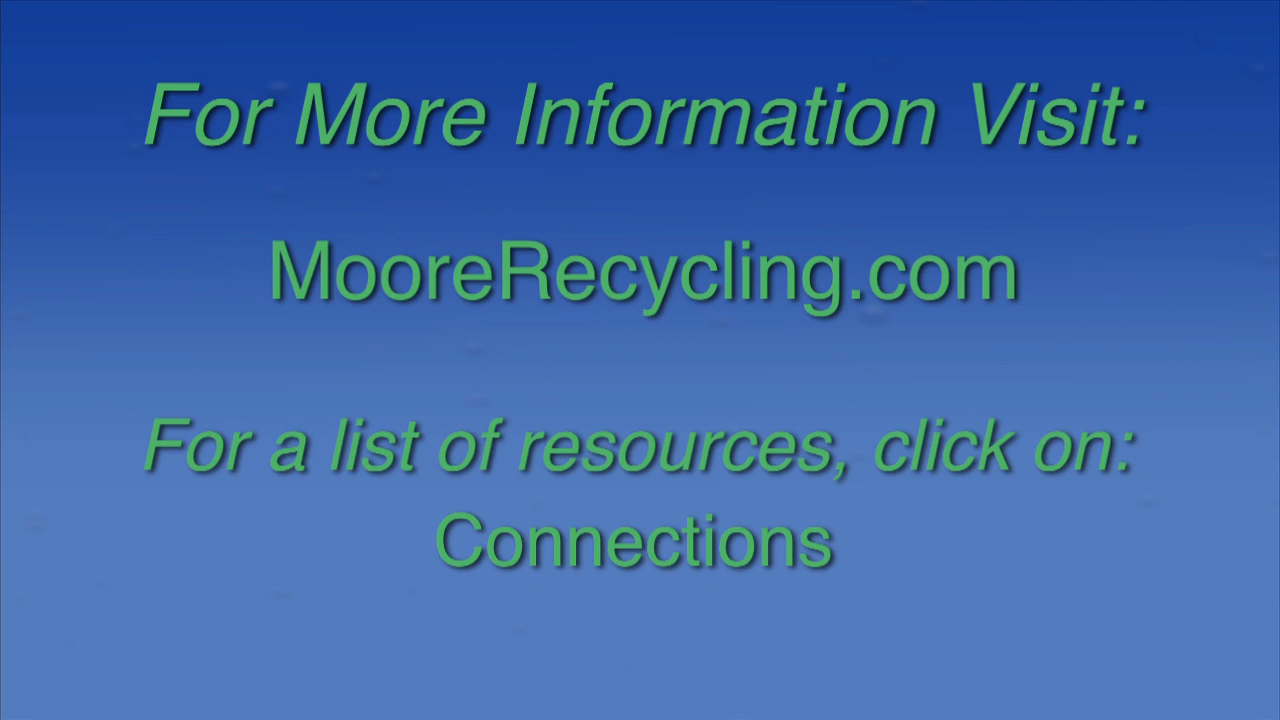 For More Information Visit:
MooreRecycling.com
For a list of resources, click on:
Connections